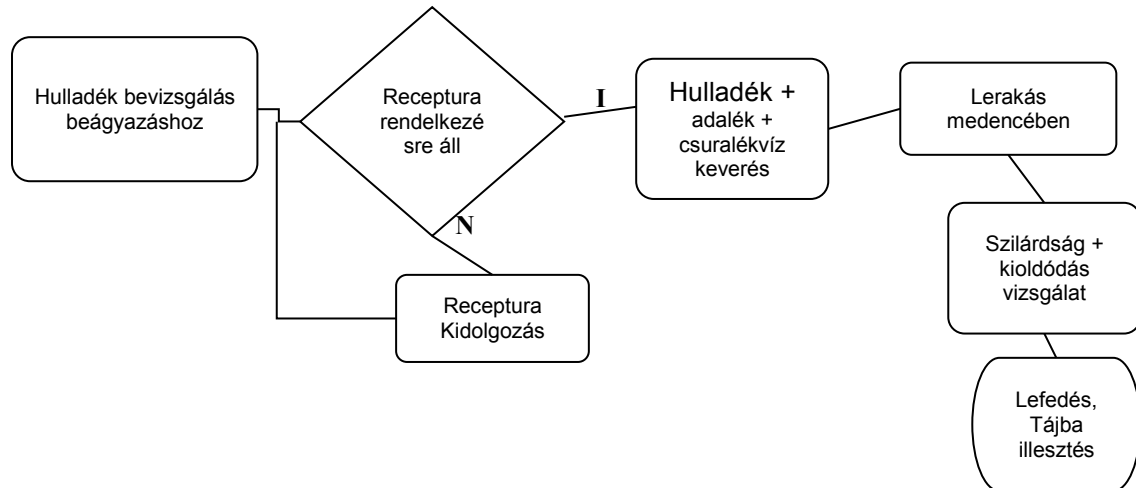 Hulladék bevizsgálás
beágyazáshoz
Receptura
rendelkezé
sre áll
I
N
Receptura
Kidolgozás
Hulladék +
adalék +
csuralékvíz
keverés
Lerakás
medencében
Szilárdság +
kioldódás
vizsgálat
Lefedés,
Tájba
illesztés